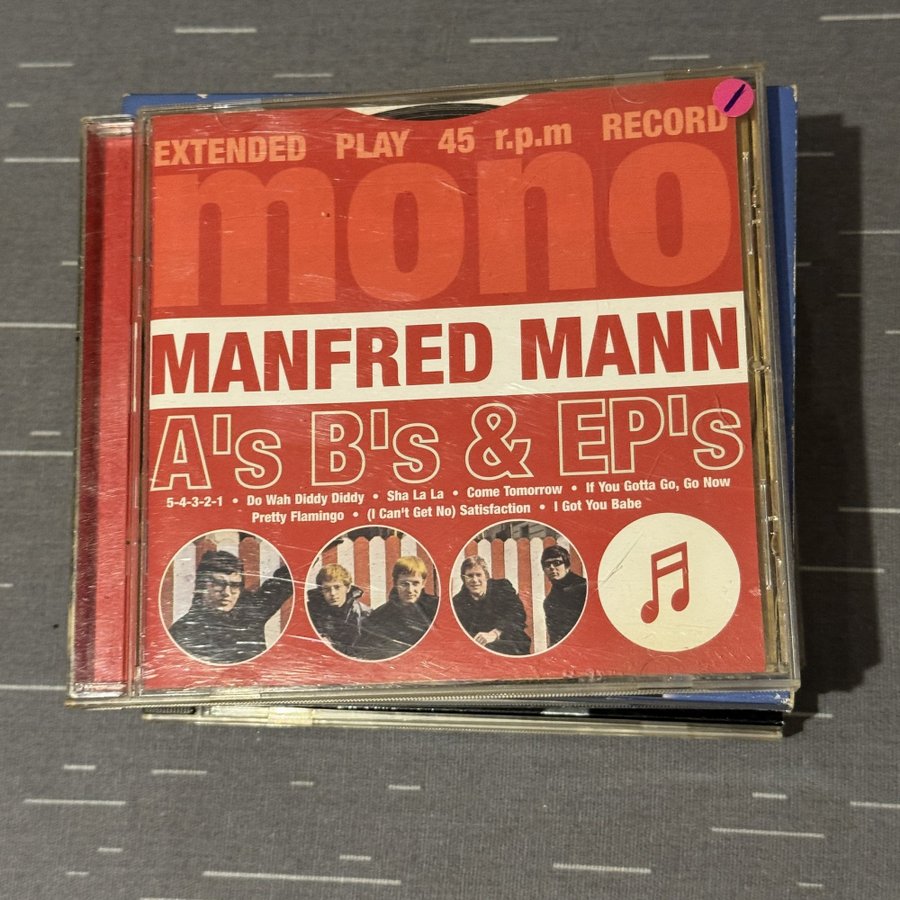 EXTENDED PLAY 45 r.p.m RECORD
mono
MANFRED MANN
A's B's & EP's
5-4-3-2-1 • Do Wah Diddy Diddy • Sha La La • Come Tomorrow • If You Gotta Go, Go Now
Pretty Flamingo • (I Can't Get No) Satisfaction • I Got You Babe